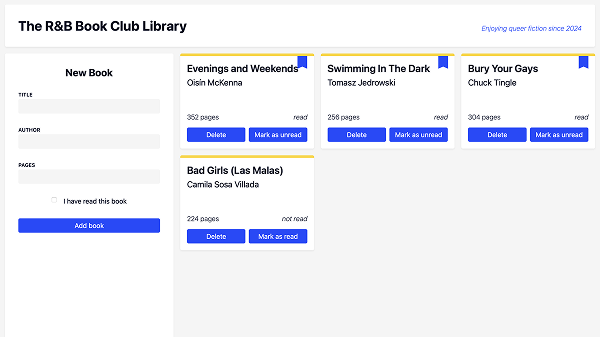 The R&B Book Club Library
Enjoying queer fiction since 2024
New Book
TITLE
AUTHOR
PAGES
I have read this book
Add book
Evenings and Weekends
Oisín McKenna
352 pages read
Delete Mark as unread
Swimming In The Dark
Tomasz Jedrowski
256 pages read
Delete Mark as unread
Bury Your Gays
Chuck Tingle
304 pages read
Delete Mark as unread
Bad Girls (Las Malas)
Camila Sosa Villada
224 pages not read
Delete Mark as read